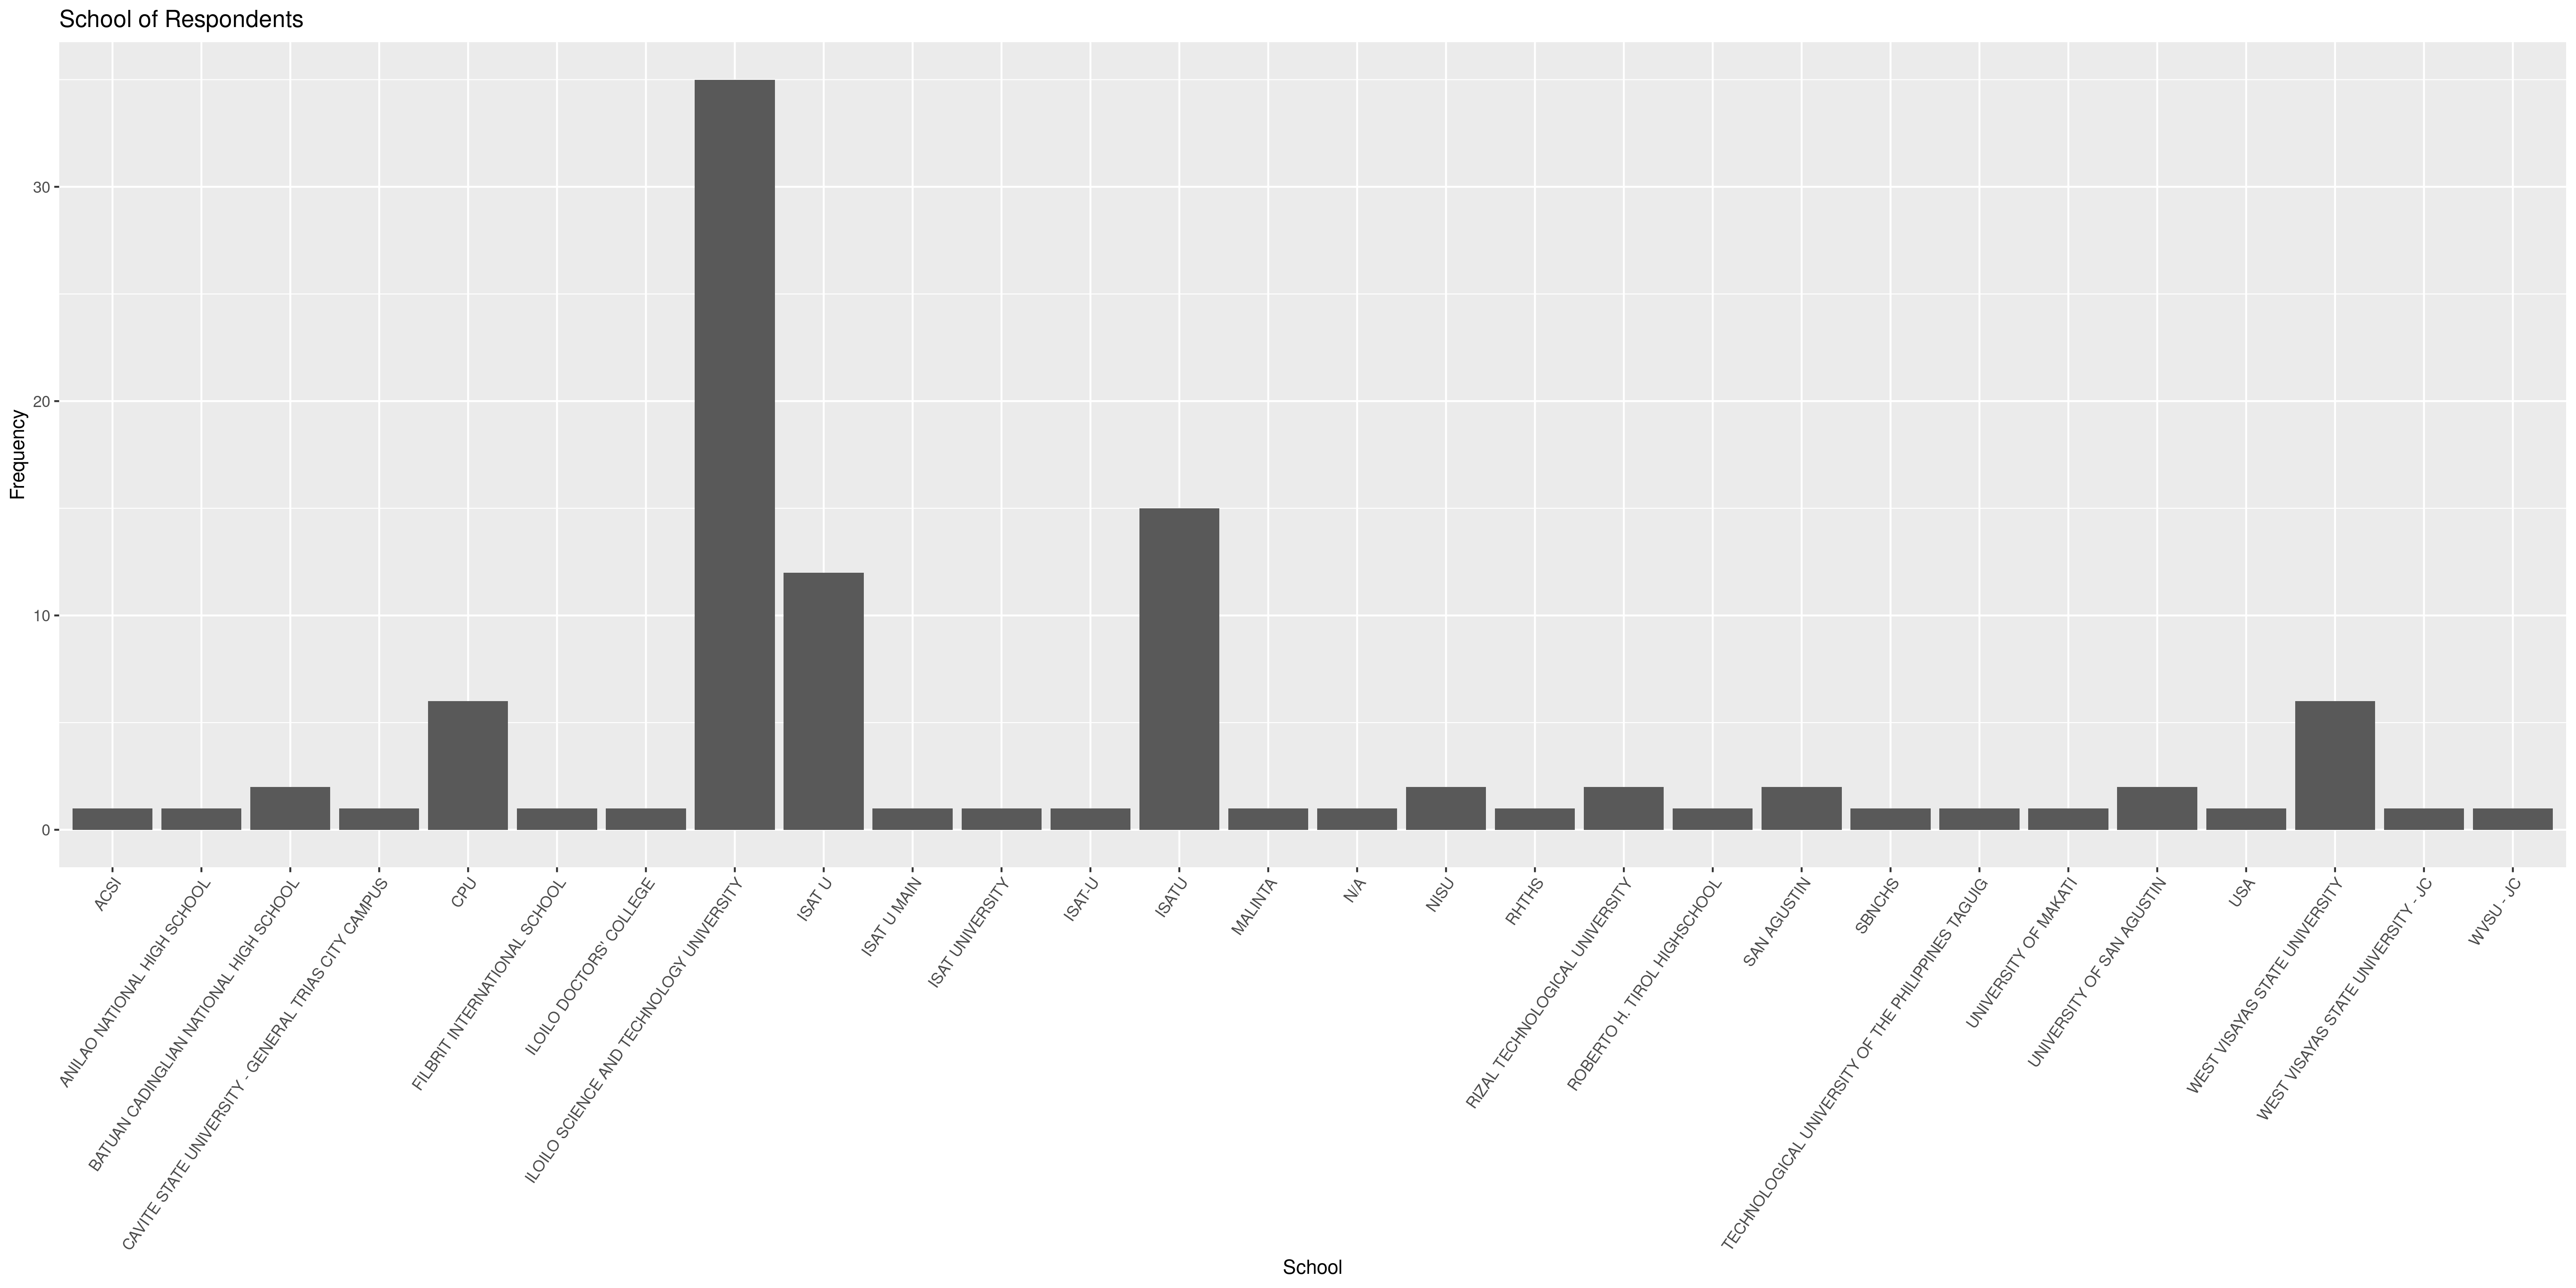 School of Respondents
Frequency
30
20
10
0
ACSI
ANILAO NATIONAL HIGH SCHOOL
BATUAN CADINGLIAN NATIONAL HIGH SCHOOL
CAVITE STATE UNIVERSITY - GENERAL TRIAS CITY CAMPUS
CPU
FILBRIT INTERNATIONAL SCHOOL
ILOILO DOCTORS' COLLEGE
ILOILO SCIENCE AND TECHNOLOGY UNIVERSITY
ISAT U
ISAT U MAIN
ISAT UNIVERSITY
ISAT-U
ISATU
MALINTA
N/A
NISU
RHTHS
RIZAL TECHNOLOGICAL UNIVERSITY
ROBERTO H. TIROL HIGHSCHOOL
SAN AGUSTIN
SBNCHS
TECHNOLOGICAL UNIVERSITY OF THE PHILIPPINES TAGUIG
UNIVERSITY OF MAKATI
UNIVERSITY OF SAN AGUSTIN
USA
WEST VISAYAS STATE UNIVERSITY
WEST VISAYAS STATE UNIVERSITY - JC
WVSU - JC
School